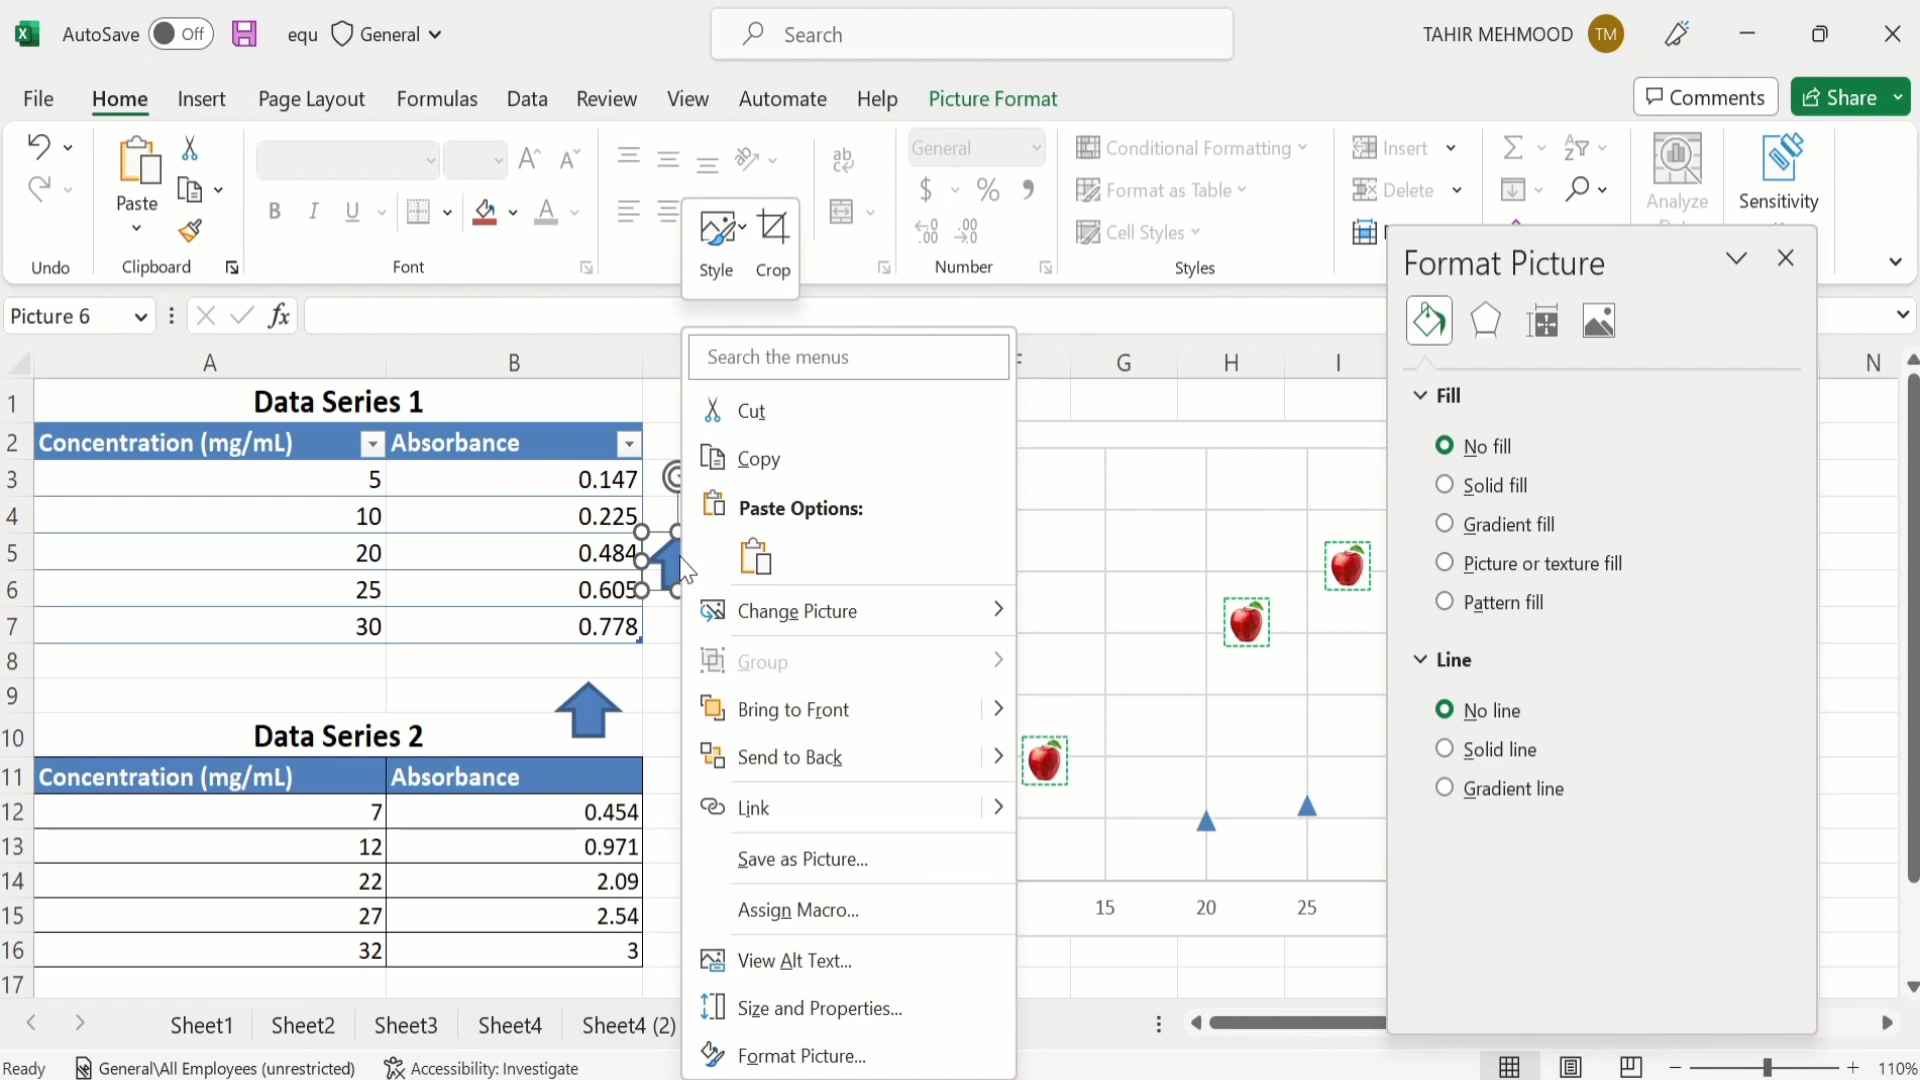 AutoSave Off equ General Search TAHIR MEHMOOD TM
File Home Insert Page Layout Formulas Data Review View Automate Help Picture Format Comments Share
Paste
Undo Clipboard
B I U
Font
ab
General
$ % 9
.00 .00
Number
Conditional Formatting
Format as Table
Cell Styles
Styles
Insert
Delete
Analyze
Sensitivity
Style Crop
Picture 6 fx
A B F G H I N
1 Data Series 1
2 Concentration (mg/mL) Absorbance
3 5 0.147
4 10 0.225
5 20 0.484
6 25 0.605
7 30 0.778
8
9
10 Data Series 2
11 Concentration (mg/mL) Absorbance
12 7 0.454
13 12 0.971
14 22 2.09
15 27 2.54
16 32 3
17
Search the menus
Cut
Copy
Paste Options:
Change Picture
Group
Bring to Front
Send to Back
Link
Save as Picture...
Assign Macro...
View Alt Text...
Size and Properties...
Format Picture...
15 20 25
Format Picture
Fill
No fill
Solid fill
Gradient fill
Picture or texture fill
Pattern fill
Line
No line
Solid line
Gradient line
Sheet1 Sheet2 Sheet3 Sheet4 Sheet4 (2)
Ready General\All Employees (unrestricted) Accessibility: Investigate 110%